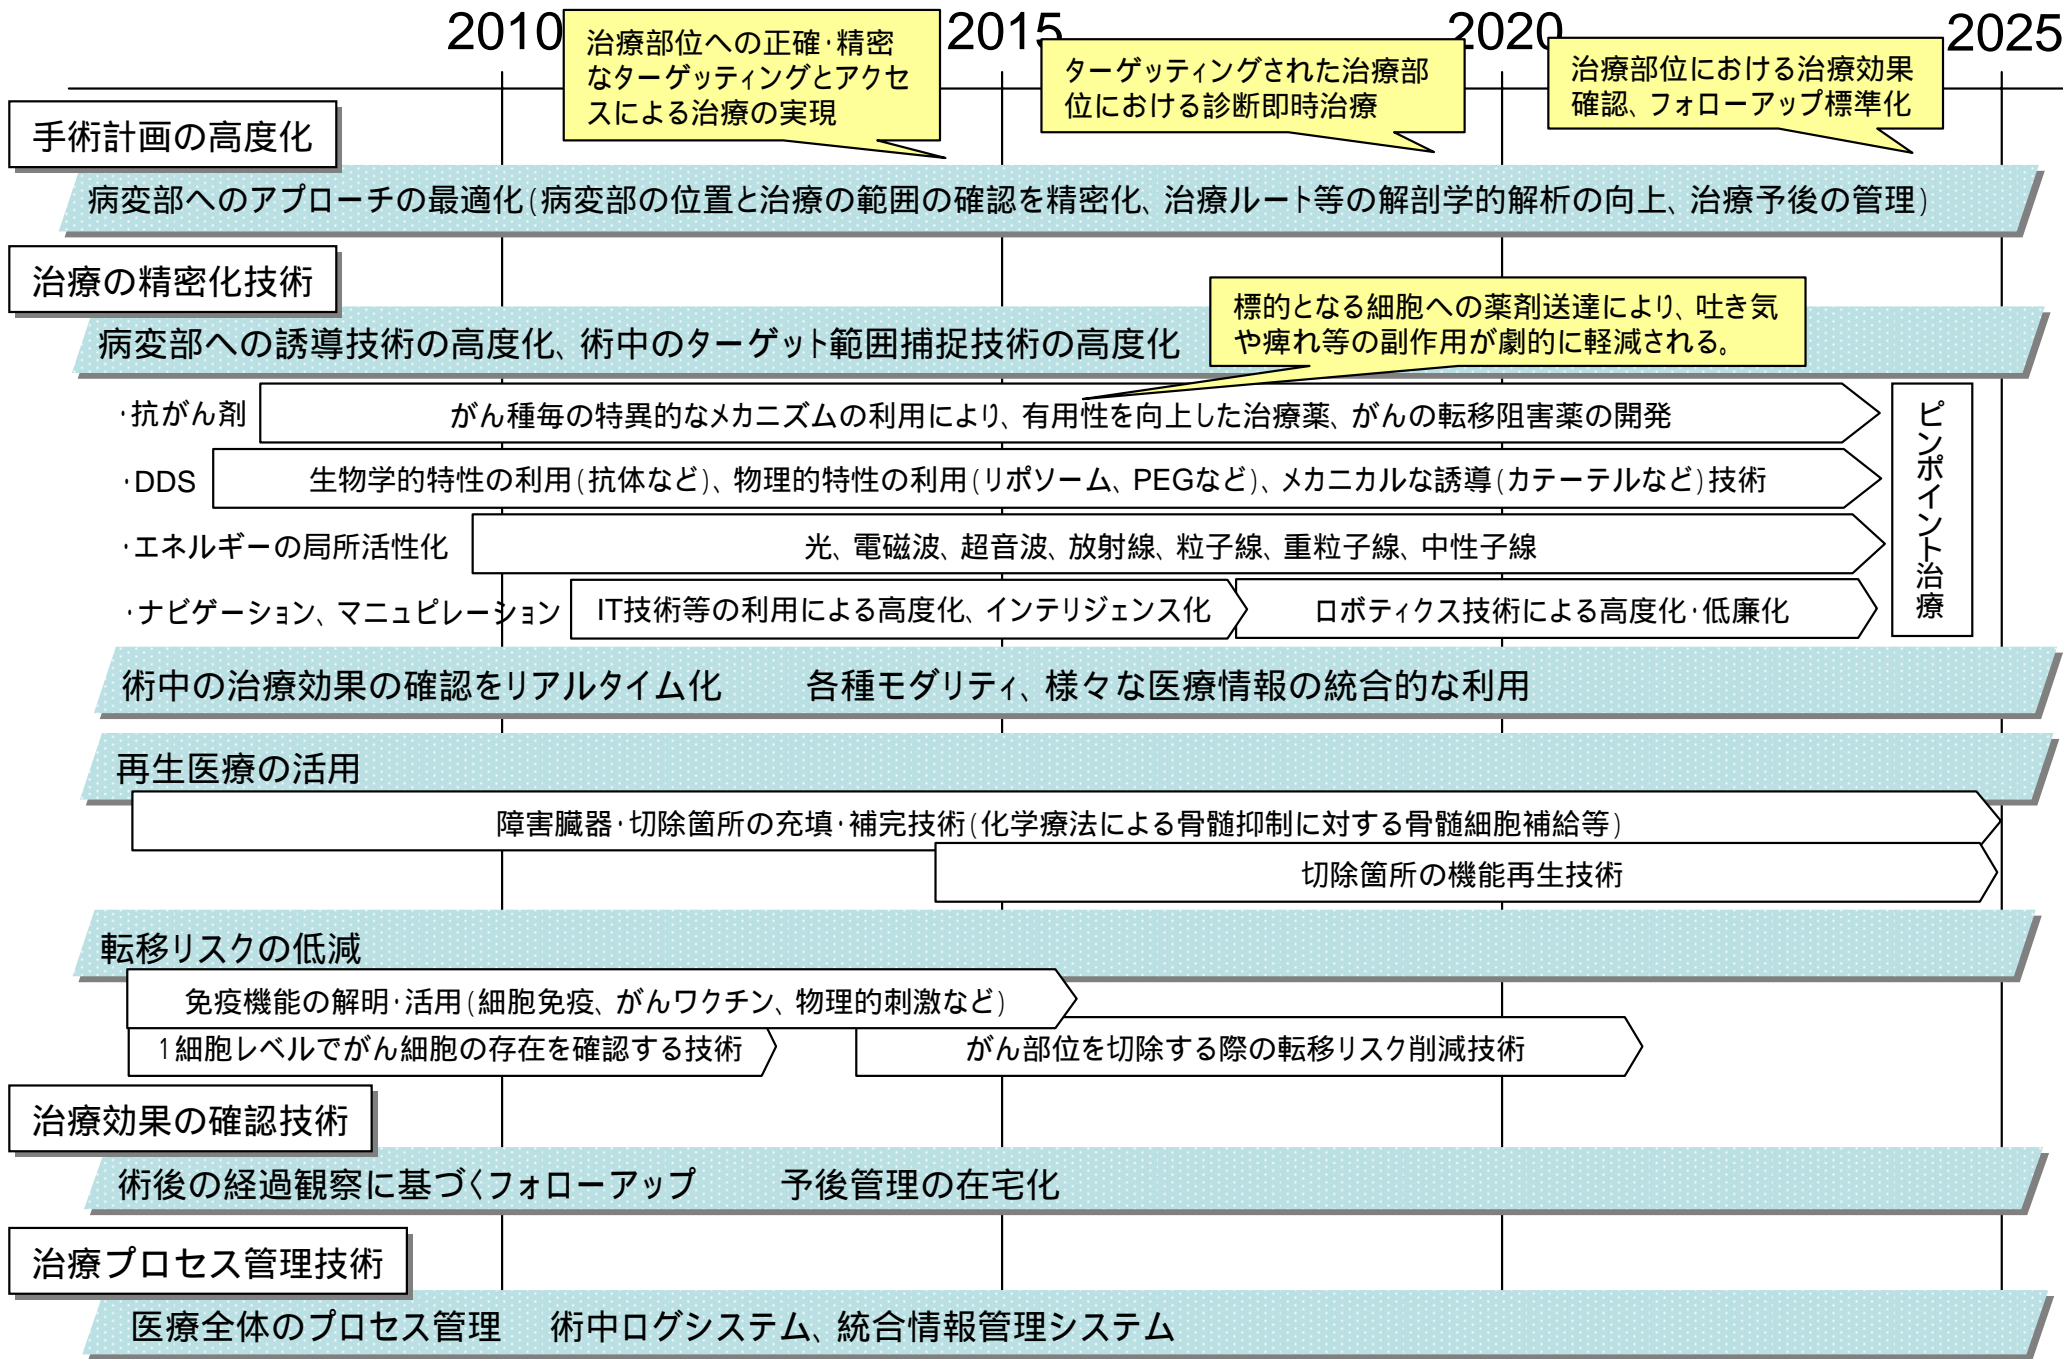 2010
2015
2020
2025
治療部位への正確・精密
なターゲッティングとアクセ
スによる治療の実現
ターゲッティングされた治療部
位における診断即時治療
治療部位における治療効果
確認、フォローアップ標準化
手術計画の高度化
病変部へのアプローチの最適化(病変部の位置と治療の範囲の確認を精密化、治療ルート等の解剖学的解析の向上、治療予後の管理)
治療の精密化技術
標的となる細胞への薬剤送達により、吐き気
や痺れ等の副作用が劇的に軽減される。
病変部への誘導技術の高度化、術中のターゲット範囲捕捉技術の高度化
・抗がん剤
がん種毎の特異的なメカニズムの利用により、有用性を向上した治療薬、がんの転移阻害薬の開発
・DDS
生物学的特性の利用(抗体など)、物理的特性の利用(リポソーム、PEGなど)、メカニカルな誘導(カテーテルなど)技術
・エネルギーの局所活性化
光、電磁波、超音波、放射線、粒子線、重粒子線、中性子線
・ナビゲーション、マニュピレーション
IT技術等の利用による高度化、インテリジェンス化
ロボティクス技術による高度化・低廉化
ピンポイント治療
術中の治療効果の確認をリアルタイム化　各種モダリティ、様々な医療情報の統合的な利用
再生医療の活用
障害臓器・切除箇所の充填・補完技術(化学療法による骨髄抑制に対する骨髄細胞補給等)
切除箇所の機能再生技術
転移リスクの低減
免疫機能の解明・活用(細胞免疫、がんワクチン、物理的刺激など)
1細胞レベルでがん細胞の存在を確認する技術
がん部位を切除する際の転移リスク削減技術
治療効果の確認技術
術後の経過観察に基づくフォローアップ　予後管理の在宅化
治療プロセス管理技術
医療全体のプロセス管理　術中ログシステム、統合情報管理システム